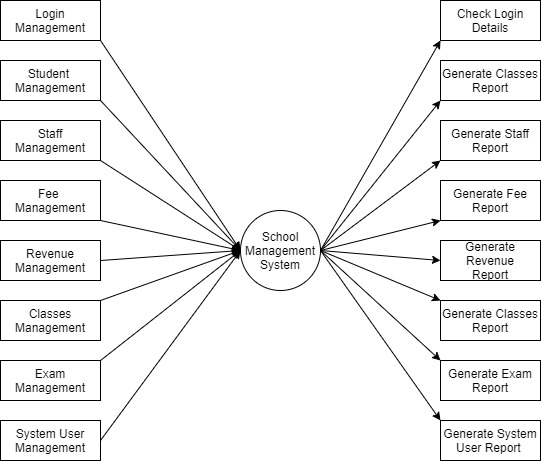 Login
Management
Student
Management
Staff
Management
Fee
Management
Revenue
Management
Classes
Management
Exam
Management
System User
Management
School
Management
System
Check Login
Details
Generate Classes
Report
Generate Staff
Report
Generate Fee
Report
Generate
Revenue
Report
Generate Classes
Report
Generate Exam
Report
Generate System
User Report